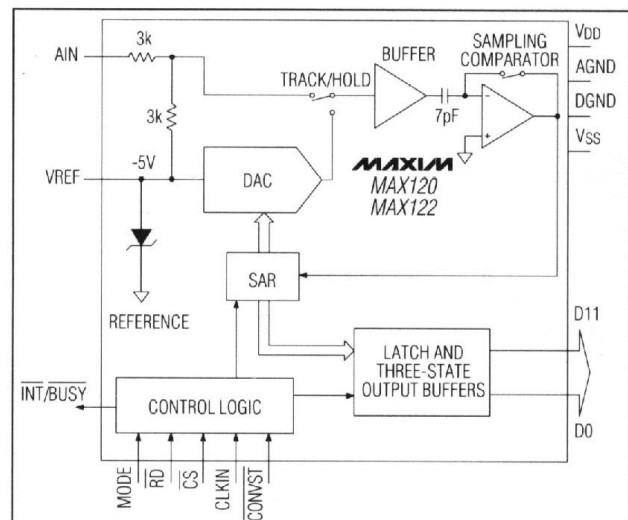 AIN
3k
3k
VREF
-5V
REFERENCE
TRACK/HOLD
BUFFER
7pF
SAMPLING
COMPARATOR
-
+
MAXIM
MAX120
MAX122
DAC
SAR
LATCH AND
THREE-STATE
OUTPUT BUFFERS
CONTROL LOGIC
INT/BUSY
MODE
RD
CS
CLKIN
CONVST
VDD
AGND
DGND
VSS
D11
D0